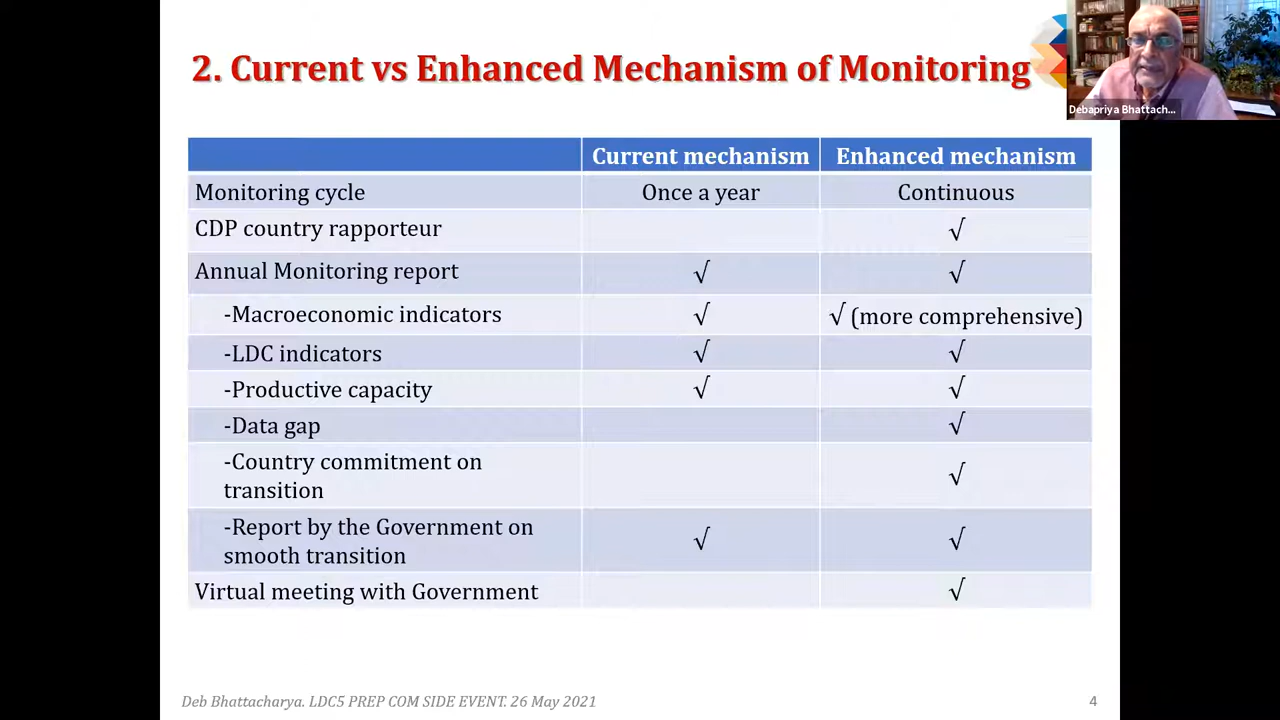 2. Current vs Enhanced Mechanism of Monitoring
Debapriya Bhattach...
Current mechanism Enhanced mechanism
Monitoring cycle Once a year Continuous
CDP country rapporteur √
Annual Monitoring report √ √
-Macroeconomic indicators √ √ (more comprehensive)
-LDC indicators √ √
-Productive capacity √ √
-Data gap √
-Country commitment on
transition √
-Report by the Government on
smooth transition √ √
Virtual meeting with Government √
Deb Bhattacharya. LDC5 PREP COM SIDE EVENT. 26 May 2021 4